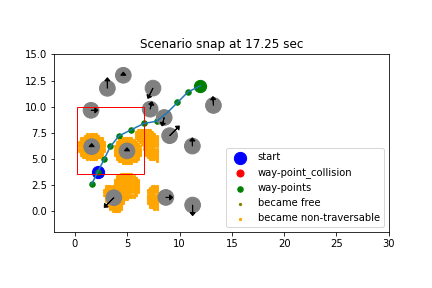 Scenario snap at 17.25 sec
15.0
12.5
10.0
7.5
5.0
2.5
0.0
0 5 10 15 20 25 30
start
way-point_collision
way-points
became free
became non-traversable